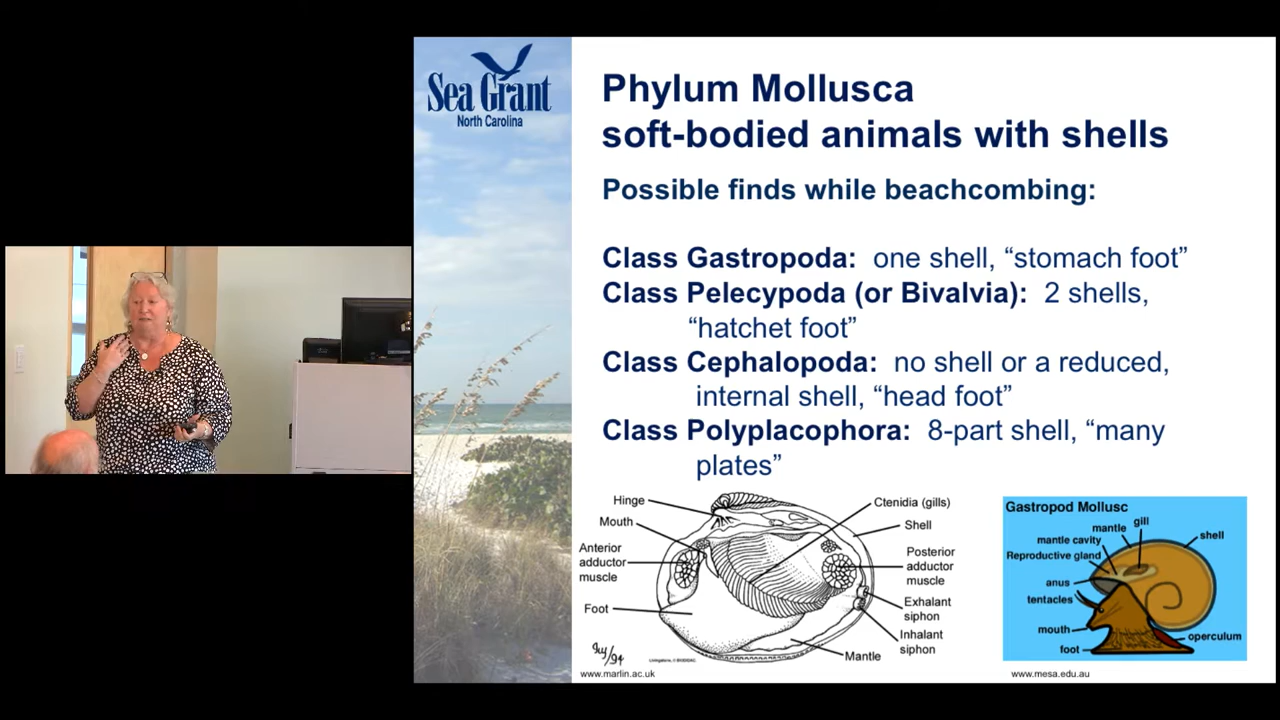 Sea Grant
North Carolina
Phylum Mollusca
soft-bodied animals with shells
Possible finds while beachcombing:
Class Gastropoda: one shell, “stomach foot”
Class Pelecypoda (or Bivalvia): 2 shells,
“hatchet foot”
Class Cephalopoda: no shell or a reduced,
internal shell, “head foot”
Class Polyplacophora: 8-part shell, “many
plates”
Hinge
Mouth
Anterior
adductor
muscle
Foot
Ctenidia (gills)
Shell
Posterior
adductor
muscle
Exhalant
siphon
Inhalant
siphon
Mantle
www.marlin.ac.uk
Gastropod Mollusc
gill
mantle
shell
mantle cavity
Reproductive gland
anus
tentacles
mouth
operculum
foot
www.mesa.edu.au